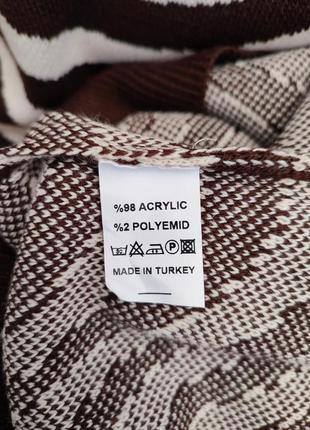 %98 ACRYLIC
%2 POLYEMID
P
MADE IN TURKEY